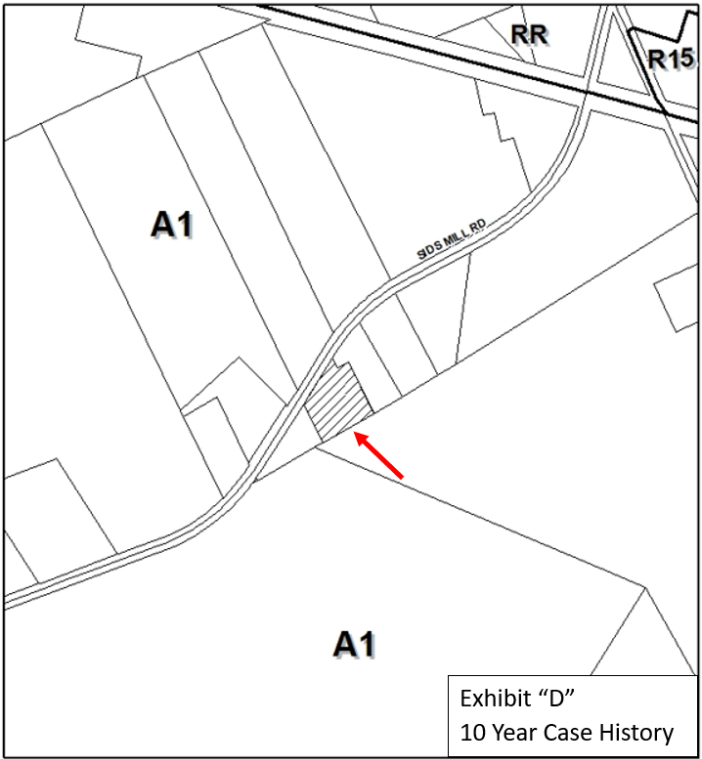 RR
R15
A1
SIDS MILL RD
A1
Exhibit “D”
10 Year Case History